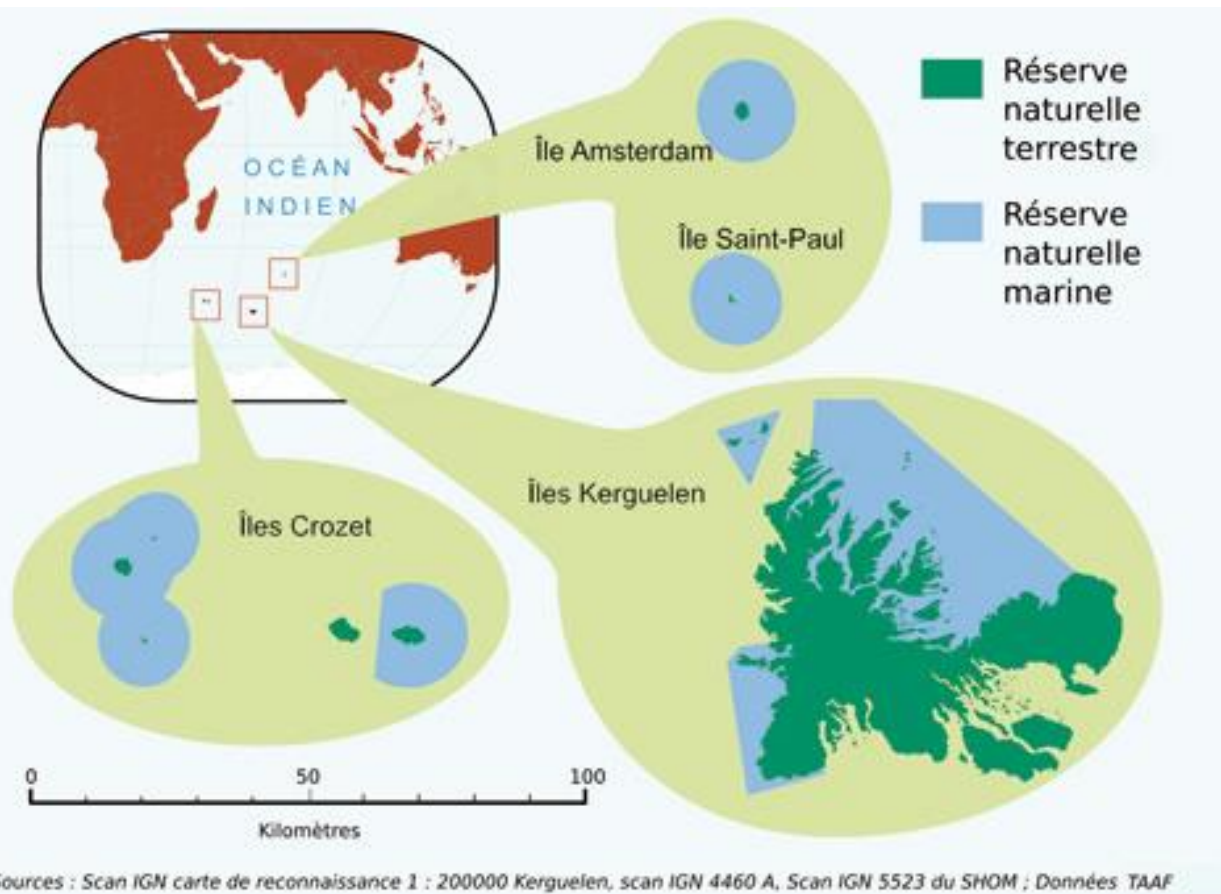 OCÉAN
INDIEN
Île Amsterdam
Île Saint-Paul
Réserve
naturelle
terrestre
Réserve
naturelle
marine
Îles Crozet
Îles Kerguelen
0 50 100
Kilomètres
Sources : Scan IGN carte de reconnaissance 1 : 200000 Kerguelen, scan IGN 4460 A, Scan IGN 5523 du SHOM ; Données TAAF